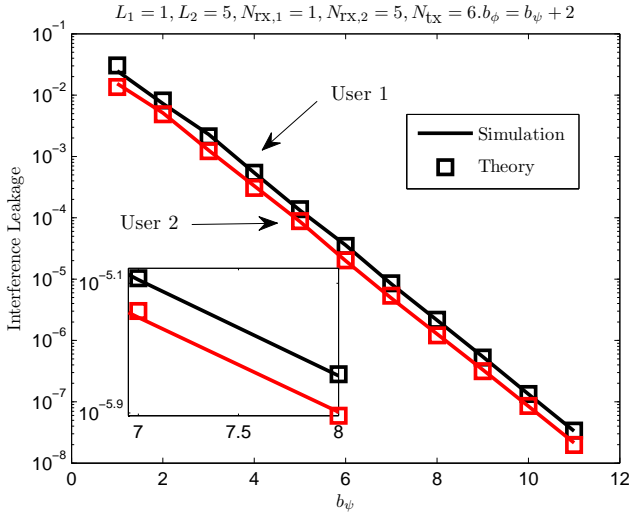 L₁ = 1, L₂ = 5, N_rx,1 = 1, N_rx,2 = 5, N_tx = 6.b_ϕ = b_ψ + 2
10⁻¹
10⁻²
10⁻³
10⁻⁴
10⁻⁵
10⁻⁶
10⁻⁷
10⁻⁸
Interference Leakage
User 1
Simulation
Theory
User 2
10⁻⁵·¹
10⁻⁵·⁹
7 7.5 8
0 2 4 6 8 10 12
b_ψ